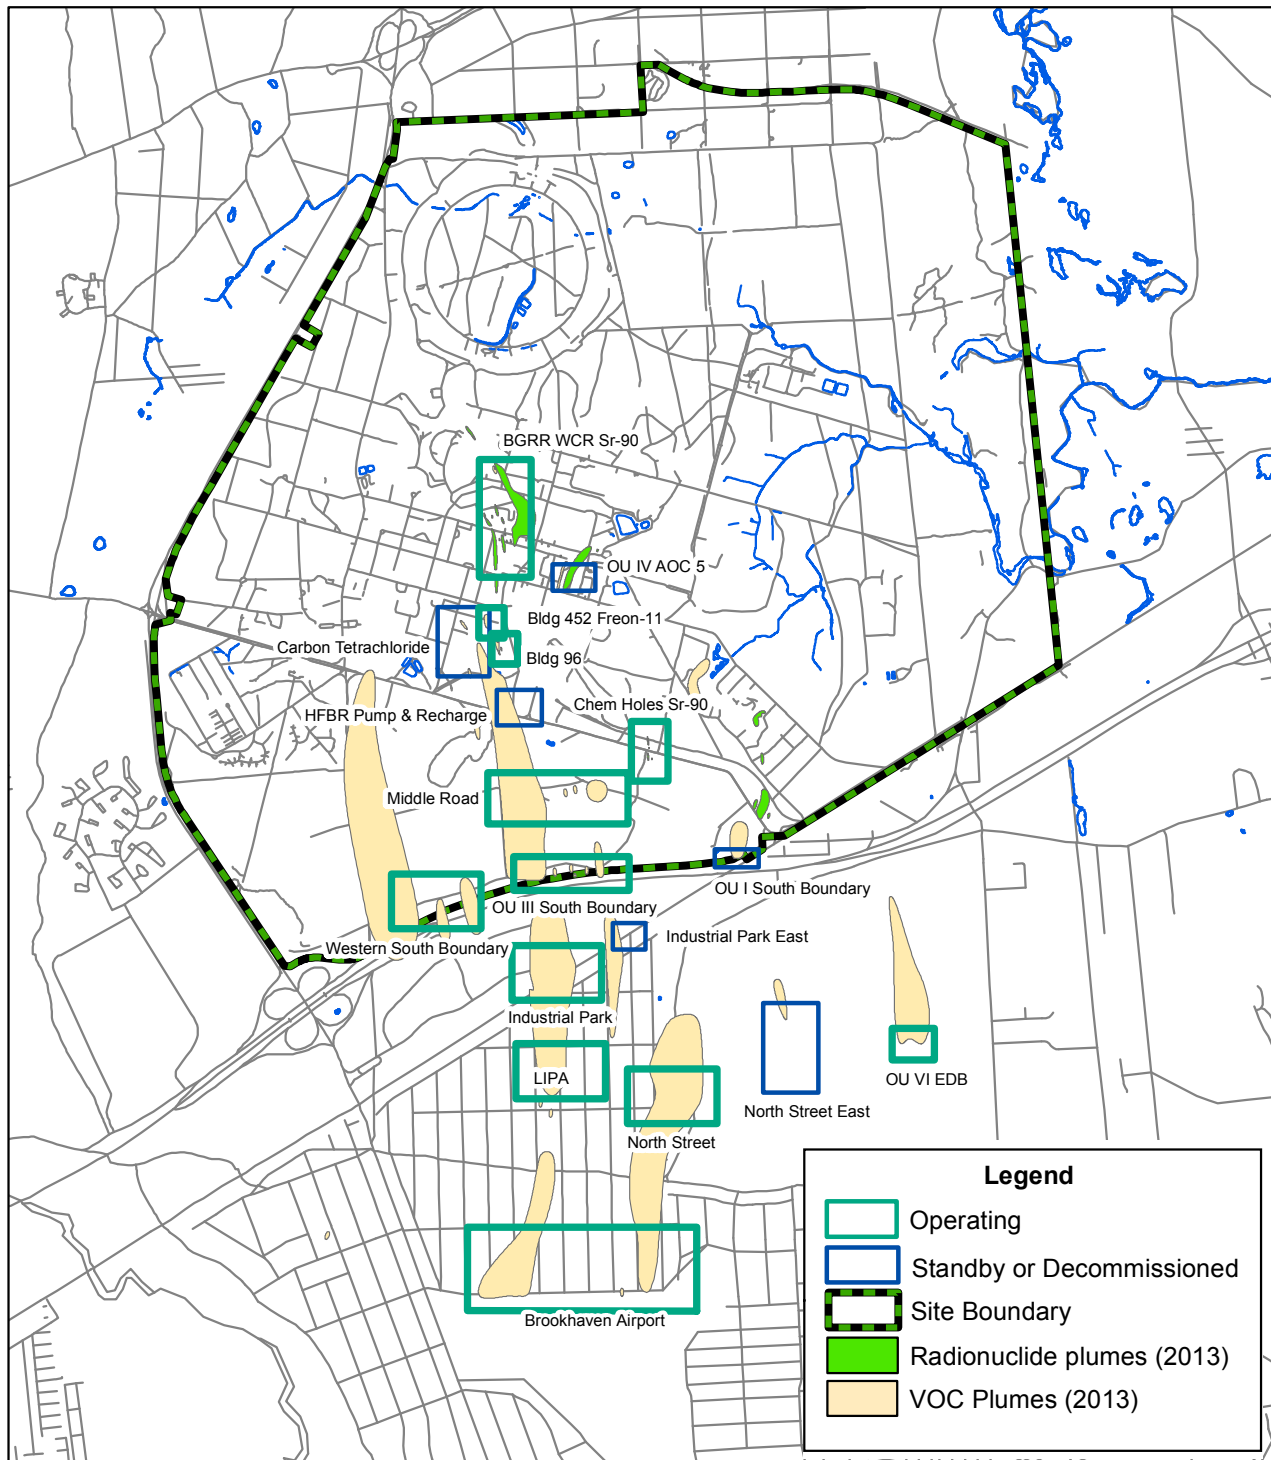 BGRR WCR Sr-90
OU IV AOC 5
Bldg 452 Freon-11
Carbon Tetrachloride
Bldg 96
Chem Holes Sr-90
HFBR Pump & Recharge
Middle Road
OU I South Boundary
OU III South Boundary
Industrial Park East
Western South Boundary
Industrial Park
LIPA
OU VI EDB
North Street East
North Street
Brookhaven Airport
Legend
Operating
Standby or Decommissioned
Site Boundary
Radionuclide plumes (2013)
VOC Plumes (2013)